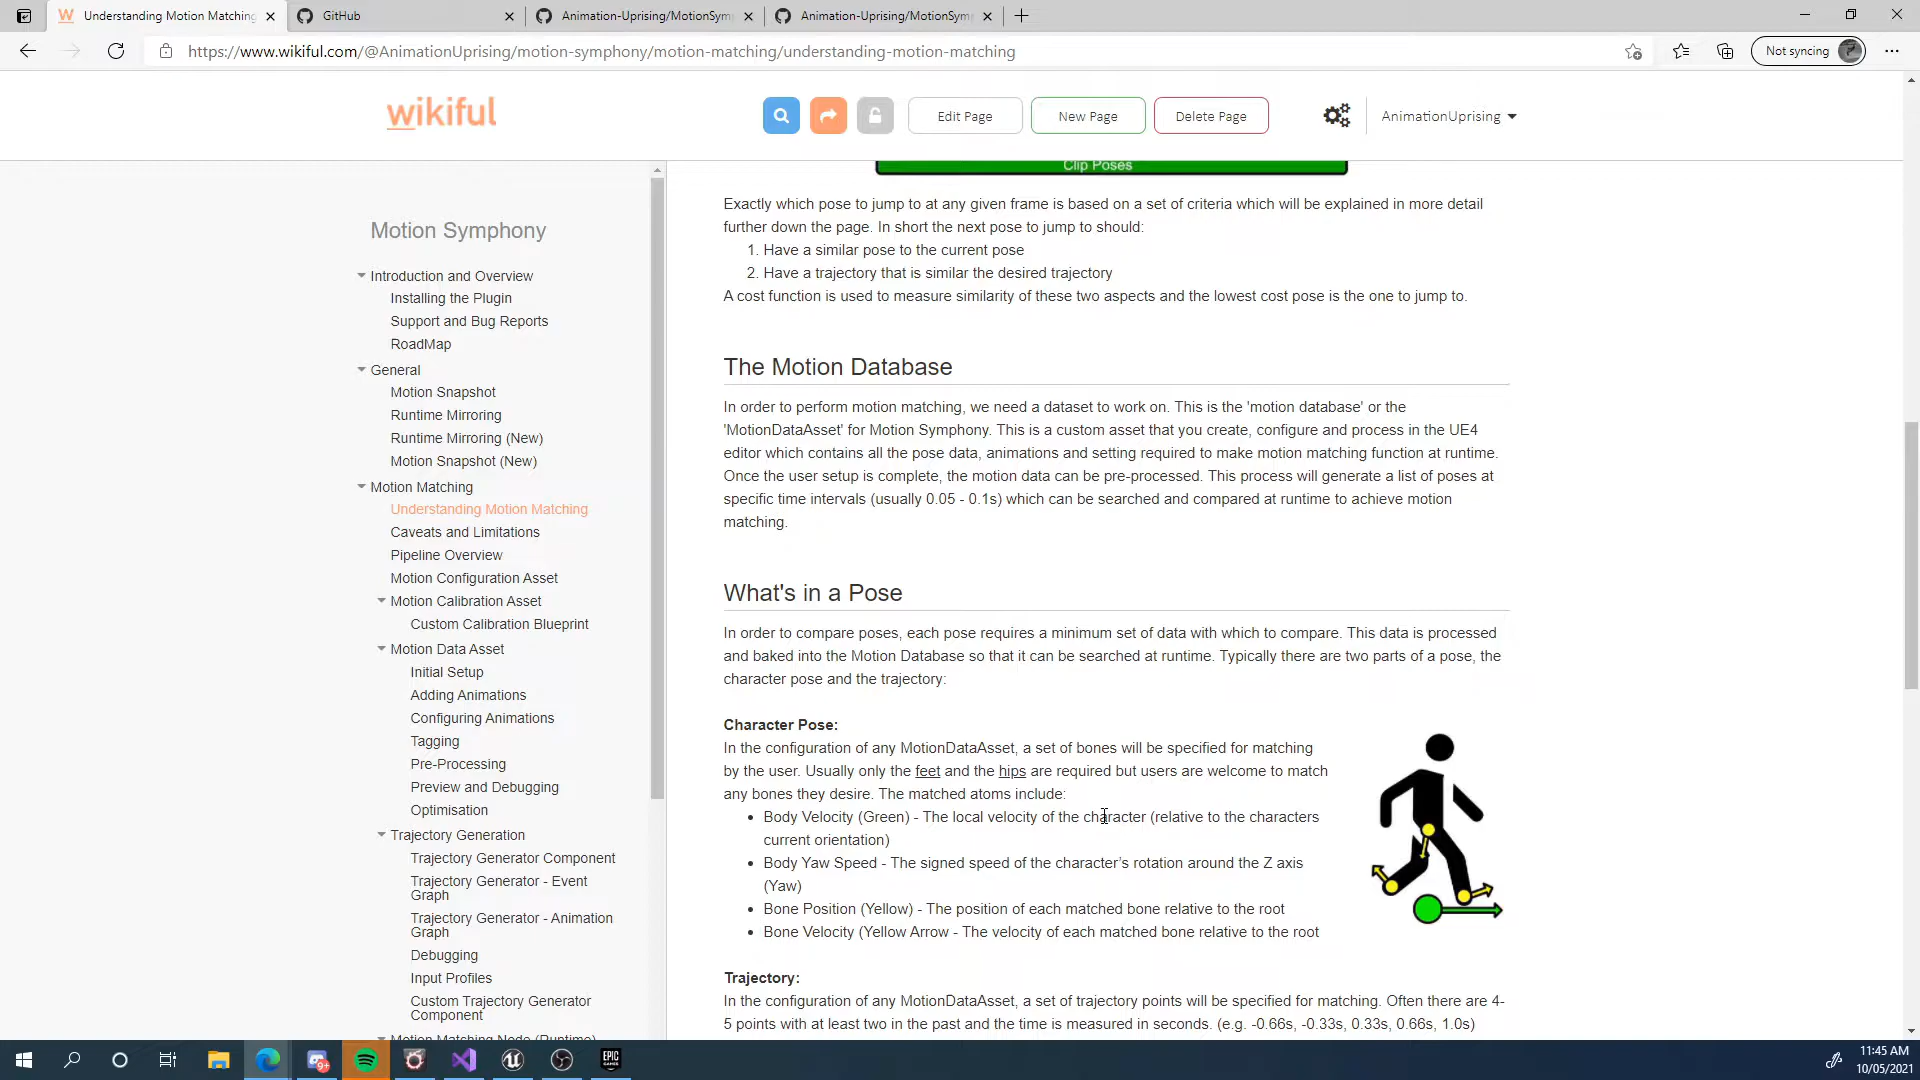 Understanding Motion Matching
GitHub
Animation-Uprising/MotionSym
Animation-Uprising/MotionSym
https://www.wikiful.com/@AnimationUprising/motion-symphony/motion-matching/understanding-motion-matching
Not syncing
wikiful
Edit Page
New Page
Delete Page
AnimationUprising
Motion Symphony
Introduction and Overview
Installing the Plugin
Support and Bug Reports
RoadMap
General
Motion Snapshot
Runtime Mirroring
Runtime Mirroring (New)
Motion Snapshot (New)
Motion Matching
Understanding Motion Matching
Caveats and Limitations
Pipeline Overview
Motion Configuration Asset
Motion Calibration Asset
Custom Calibration Blueprint
Motion Data Asset
Initial Setup
Adding Animations
Configuring Animations
Tagging
Pre-Processing
Preview and Debugging
Optimisation
Trajectory Generation
Trajectory Generator Component
Trajectory Generator - Event
Graph
Trajectory Generator - Animation
Graph
Debugging
Input Profiles
Custom Trajectory Generator
Component
Motion Matching Node (Runtime)
Clip Poses
Exactly which pose to jump to at any given frame is based on a set of criteria which will be explained in more detail
further down the page. In short the next pose to jump to should:
1. Have a similar pose to the current pose
2. Have a trajectory that is similar the desired trajectory
A cost function is used to measure similarity of these two aspects and the lowest cost pose is the one to jump to.
The Motion Database
In order to perform motion matching, we need a dataset to work on. This is the 'motion database' or the
'MotionDataAsset' for Motion Symphony. This is a custom asset that you create, configure and process in the UE4
editor which contains all the pose data, animations and setting required to make motion matching function at runtime.
Once the user setup is complete, the motion data can be pre-processed. This process will generate a list of poses at
specific time intervals (usually 0.05 - 0.1s) which can be searched and compared at runtime to achieve motion
matching.
What's in a Pose
In order to compare poses, each pose requires a minimum set of data with which to compare. This data is processed
and baked into the Motion Database so that it can be searched at runtime. Typically there are two parts of a pose, the
character pose and the trajectory:
Character Pose:
In the configuration of any MotionDataAsset, a set of bones will be specified for matching
by the user. Usually only the feet and the hips are required but users are welcome to match
any bones they desire. The matched atoms include:
• Body Velocity (Green) - The local velocity of the character (relative to the characters
current orientation)
• Body Yaw Speed - The signed speed of the character's rotation around the Z axis
(Yaw)
• Bone Position (Yellow) - The position of each matched bone relative to the root
• Bone Velocity (Yellow Arrow - The velocity of each matched bone relative to the root
Trajectory:
In the configuration of any MotionDataAsset, a set of trajectory points will be specified for matching. Often there are 4-
5 points with at least two in the past and the time is measured in seconds. (e.g. -0.66s, -0.33s, 0.33s, 0.66s, 1.0s)
9+
EPIC
GAMES
11:45 AM
10/05/2021